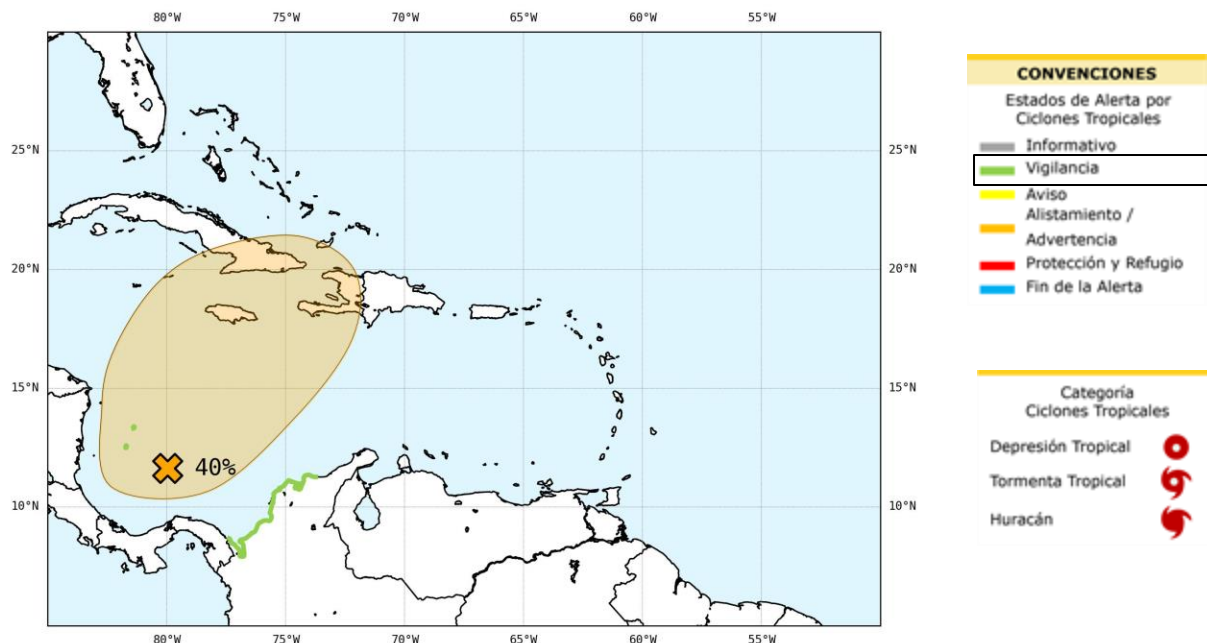 80°W 75°W 70°W 65°W 60°W 55°W
25°N 25°N
20°N 20°N
15°N 15°N
10°N 10°N
40%
80°W 75°W 70°W 65°W 60°W 55°W
CONVENCIONES
Estados de Alerta por
Ciclones Tropicales
Informativo
Vigilancia
Aviso
Alistamiento /
Advertencia
Protección y Refugio
Fin de la Alerta
Categoría
Ciclones Tropicales
Depresión Tropical
Tormenta Tropical
Huracán